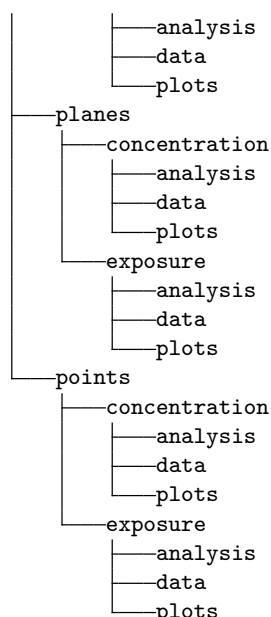 analysis
data
plots
planes
concentration
analysis
data
plots
exposure
analysis
data
plots
points
concentration
analysis
data
plots
exposure
analysis
data
plots